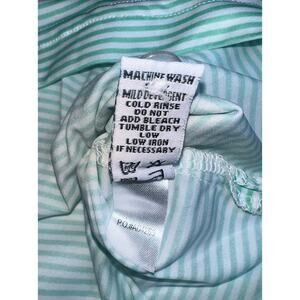 MACHINE WASH
MILD DETERGENT
COLD RINSE
DO NOT
ADD BLEACH
TUMBLE DRY
LOW
LOW IRON
IF NECESSARY